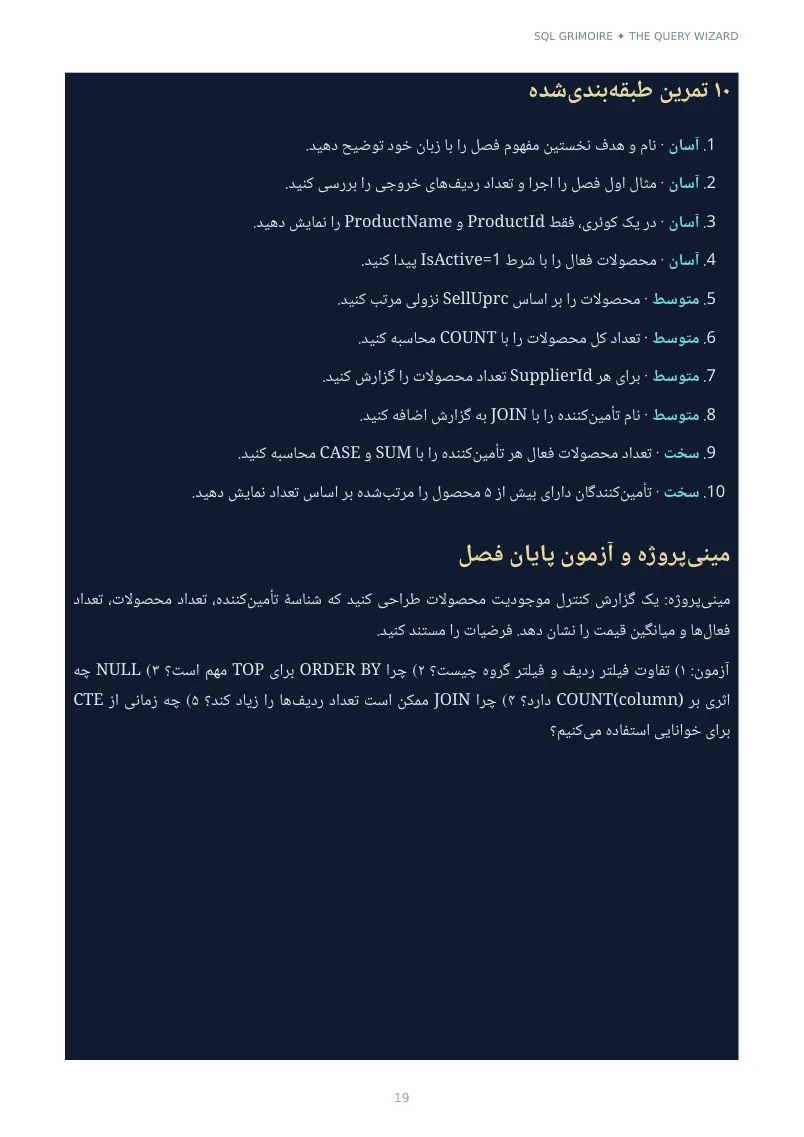 SQL GRIMOIRE ✦ THE QUERY WIZARD
۱۰ تمرین طبقه‌بندی‌شده
1. آسان · نام و هدف نخستین مفهوم فصل را با زبان خود توضیح دهید.
2. آسان · مثال اول فصل را اجرا و تعداد ردیف‌های خروجی را بررسی کنید.
3. آسان · در یک کوئری، فقط ProductId و ProductName را نمایش دهید.
4. آسان · محصولات فعال را با شرط IsActive=1 پیدا کنید.
5. متوسط · محصولات را بر اساس SellUprc نزولی مرتب کنید.
6. متوسط · تعداد کل محصولات را با COUNT محاسبه کنید.
7. متوسط · برای هر SupplierId تعداد محصولات را گزارش کنید.
8. متوسط · نام تأمین‌کننده را با JOIN به گزارش اضافه کنید.
9. سخت · تعداد محصولات فعال هر تأمین‌کننده را با SUM و CASE محاسبه کنید.
10. سخت · تأمین‌کنندگان دارای بیش از ۵ محصول را مرتب‌شده بر اساس تعداد نمایش دهید.
مینی‌پروژه و آزمون پایان فصل
مینی‌پروژه: یک گزارش کنترل موجودیت محصولات طراحی کنید که شناسهٔ تأمین‌کننده، تعداد محصولات، تعداد
فعال‌ها و میانگین قیمت را نشان دهد. فرضیات را مستند کنید.
آزمون: ۱) تفاوت فیلتر ردیف و فیلتر گروه چیست؟ ۲) چرا ORDER BY برای TOP مهم است؟ ۳) NULL چه
اثری بر COUNT(column) دارد؟ ۴) چرا JOIN ممکن است تعداد ردیف‌ها را زیاد کند؟ ۵) چه زمانی از CTE
برای خوانایی استفاده می‌کنیم؟
19